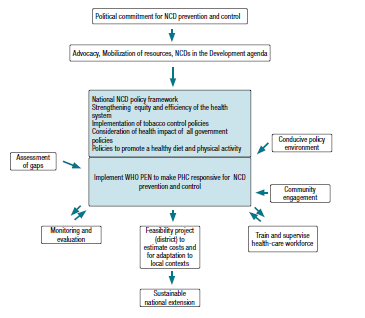 Political commitment for NCD prevention and control
Advocacy, Mobilization of resources, NCDs in the Development agenda
National NCD policy framework
Strengthening equity and efficiency of the health
system
Implementation of tobacco control policies
Consideration of health impact of all government
policies
Policies to promote a healthy diet and physical activity
Conducive policy
environment
Assessment
of gaps
Implement WHO PEN to make PHC responsive for NCD
prevention and control
Community
engagement
Monitoring and
evaluation
Feasibility project
(district) to
estimate costs and
for adaptation to
local contexts
Train and supervise
health-care workforce
Sustainable
national extension